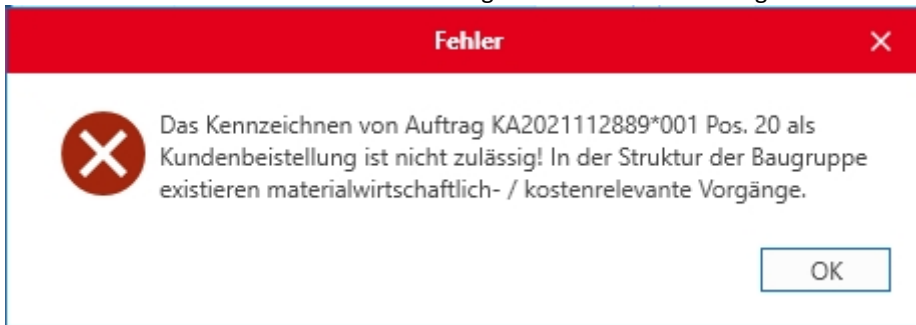 Fehler
Das Kennzeichnen von Auftrag KA2021112889*001 Pos. 20 als
Kundenbeistellung ist nicht zulässig! In der Struktur der Baugruppe
existieren materialwirtschaftlich- / kostenrelevante Vorgänge.
OK